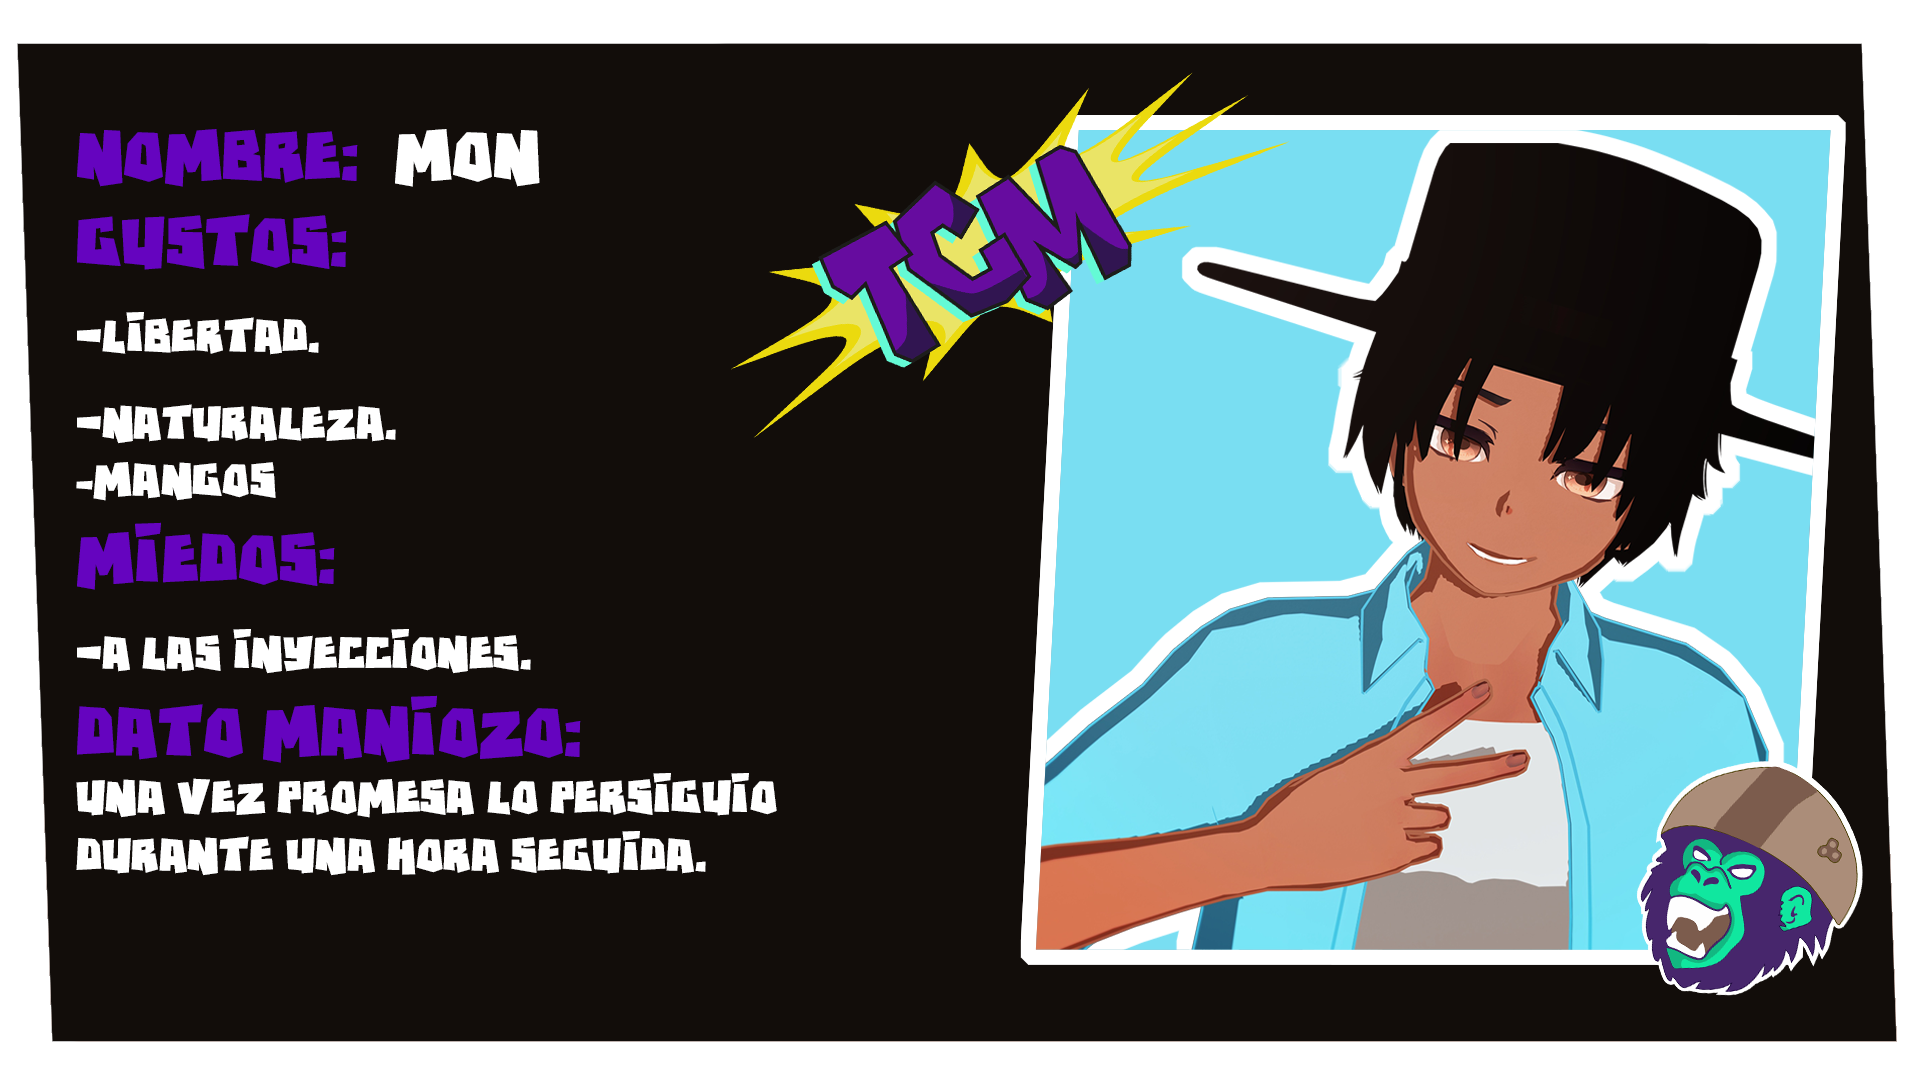 NOMBRE: MON
GUSTOS:
-LIBERTAD.
-NATURALEZA.
-MANGOS
MIEDOS:
-A LAS INYECCIONES.
DATO MANIOZO:
UNA VEZ PROMESA LO PERSIGUIO
DURANTE UNA HORA SEGUIDA.
TGM